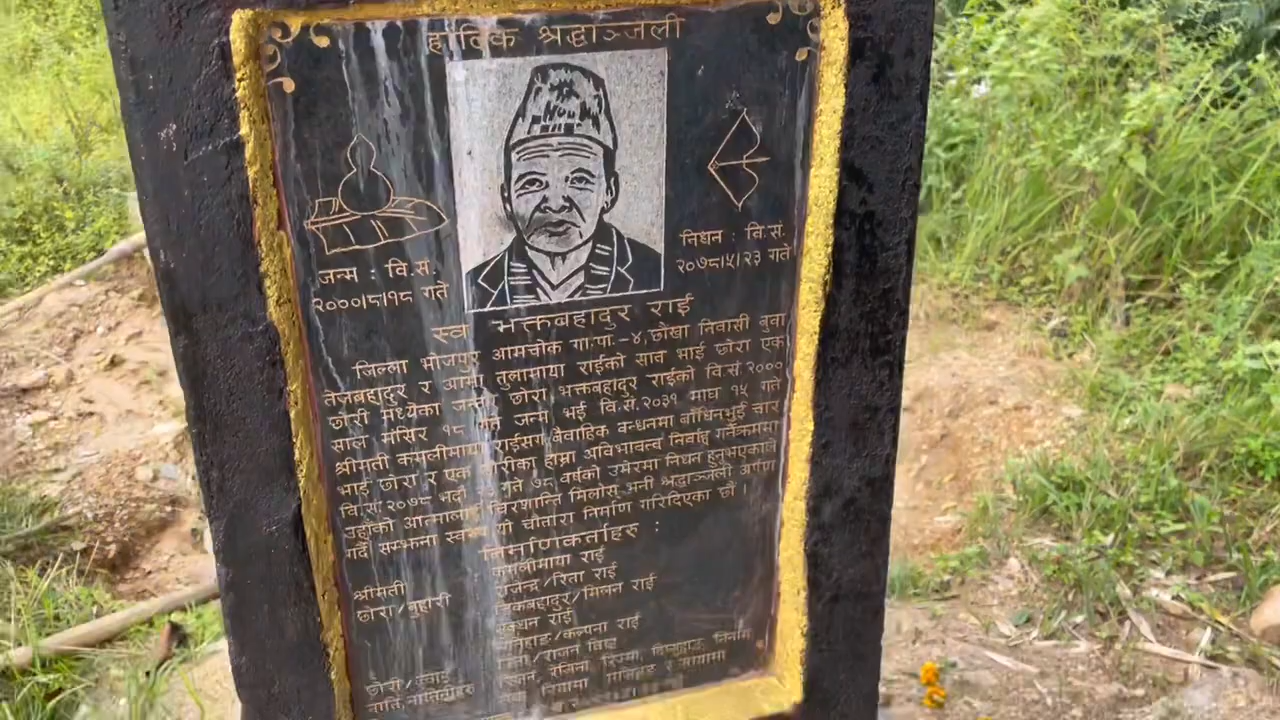 हार्दिक श्रद्धाञ्जली
जन्म : वि.सं.
२०००।८।१८ गते
निधन : वि.सं.
२०७८।५।२३ गते
स्व भक्तबहादुर राई
जिल्ला भोजपुर आमचोक गा.पा.-४, छोखा निवासी बुवा
तेजबहादुर र आमा तुलामाया राईको सात भाई छोरा एक
छोरी मध्येका छोरा भक्तबहादुर राईको वि.सं. २०००
साल मंसिर १८ गते जन्म भई वि.सं.२०३१ माघ १५ गते
श्रीमती कमलीमाया राईसंग बैवाहिक बन्धनमा बाँधिनुभई चार
भाई छोरा र एक छोरीका हाम्रा अविभावकत्व निर्वाह गर्नेक्रममा
वि.सं २०७८ भदौ गते ७८ वर्षको उमेरमा निधन हुनुभएकाले
उहाँको आत्माले चिरशान्ति मिलोस् भनी श्रद्धाञ्जली अर्पण
गर्दै सम्झना स्वरुप यो चौतारा निर्माण गरिदिएका छौं ।
निर्माणकर्ताहरु :
श्रीमती कमलीमाया राई
छोरा/बुहारी राजेन्द्र/रिता राई
टिकबहादुर/मिलन राई
राई
/कल्पना राई
छोरी/ज्वाई /राजन
नाति, नातिनीहरु